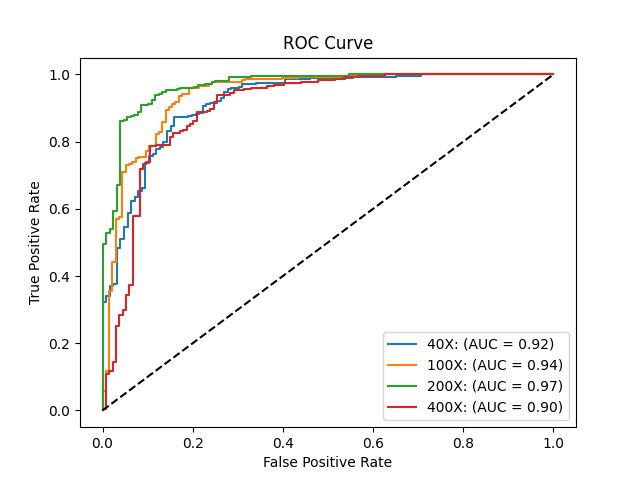 ROC Curve
True Positive Rate
1.0
0.8
0.6
0.4
0.2
0.0
0.0 0.2 0.4 0.6 0.8 1.0
False Positive Rate
40X: (AUC = 0.92)
100X: (AUC = 0.94)
200X: (AUC = 0.97)
400X: (AUC = 0.90)